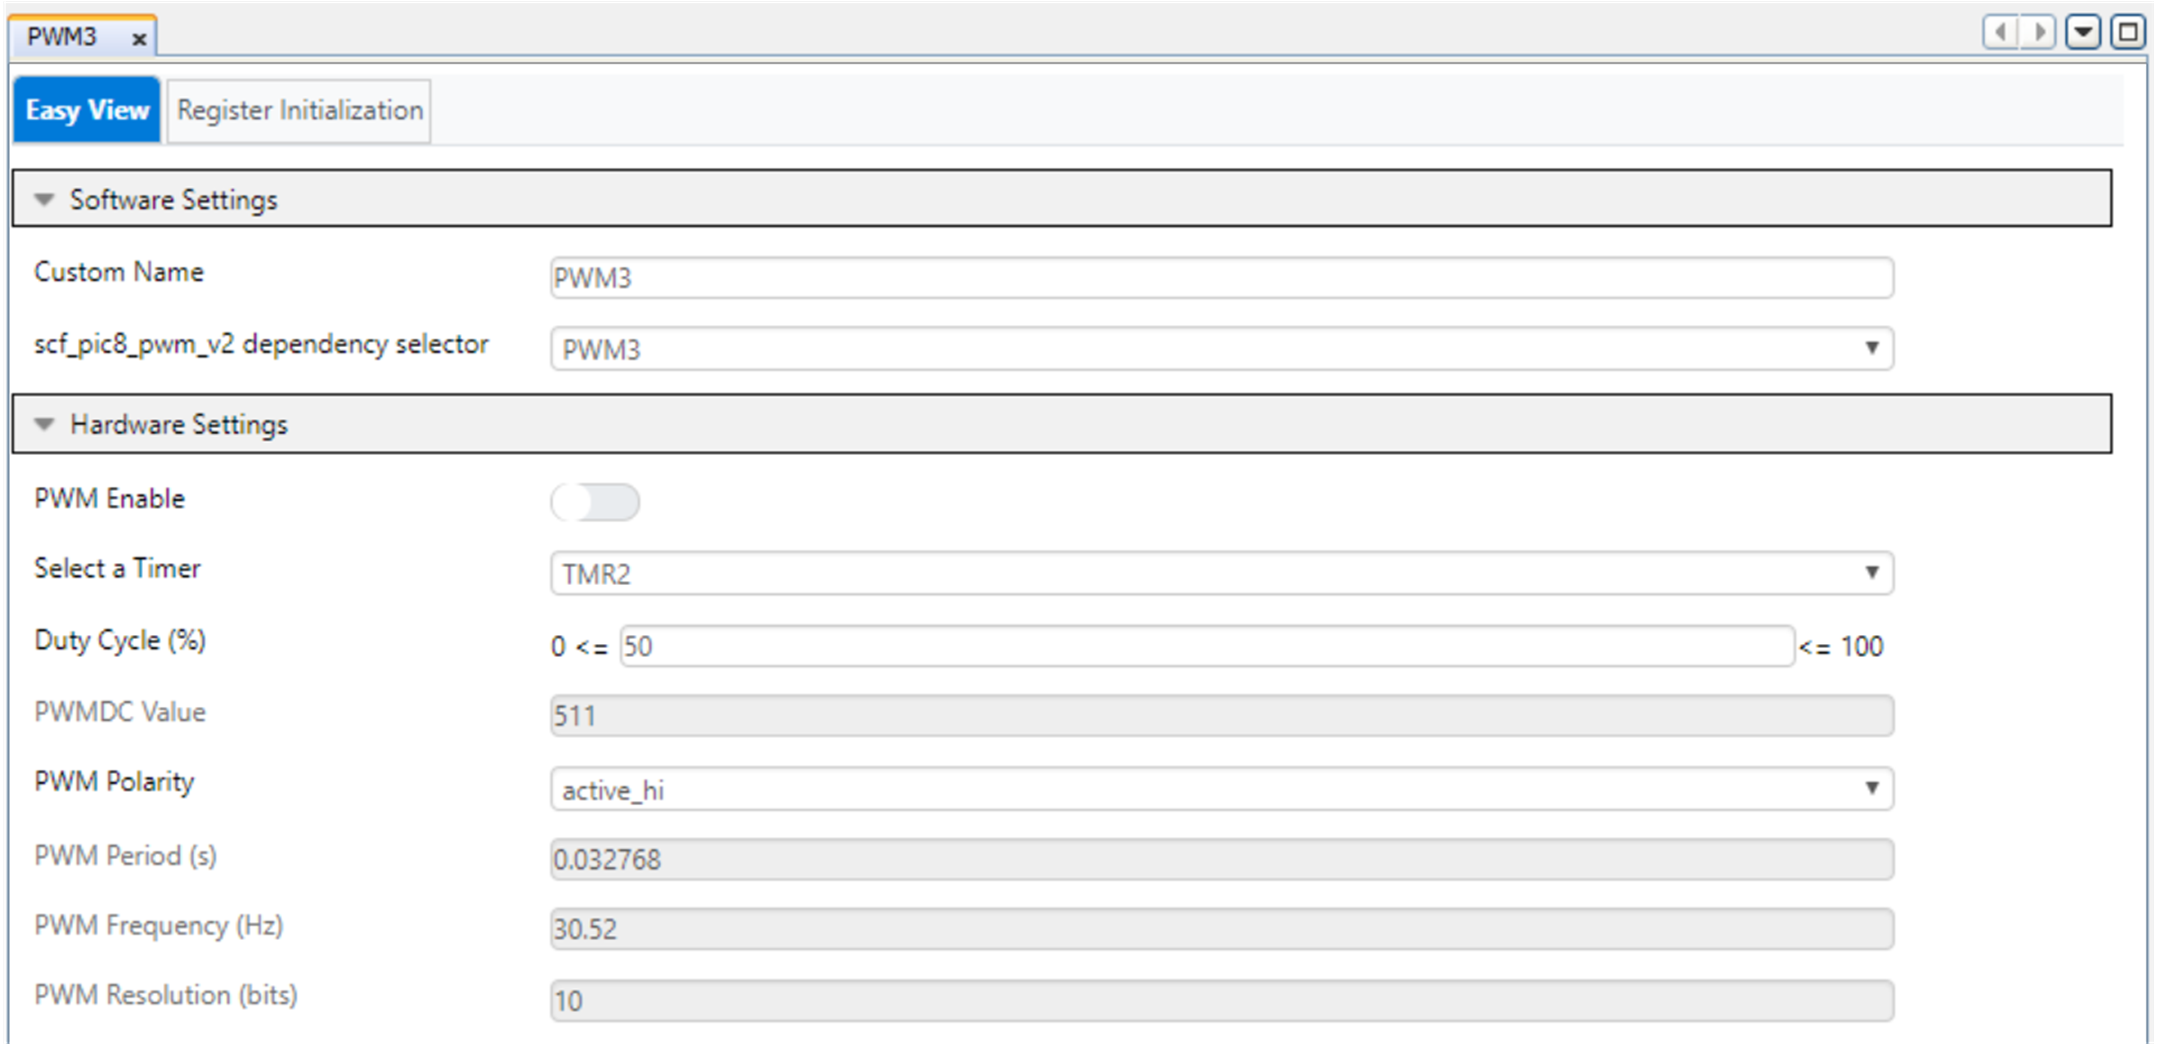 PWM3 x
Easy View Register Initialization
Software Settings
Custom Name PWM3
scf_pic8_pwm_v2 dependency selector PWM3
Hardware Settings
PWM Enable
Select a Timer TMR2
Duty Cycle (%) 0 <= 50 <= 100
PWMDC Value 511
PWM Polarity active_hi
PWM Period (s) 0.032768
PWM Frequency (Hz) 30.52
PWM Resolution (bits) 10